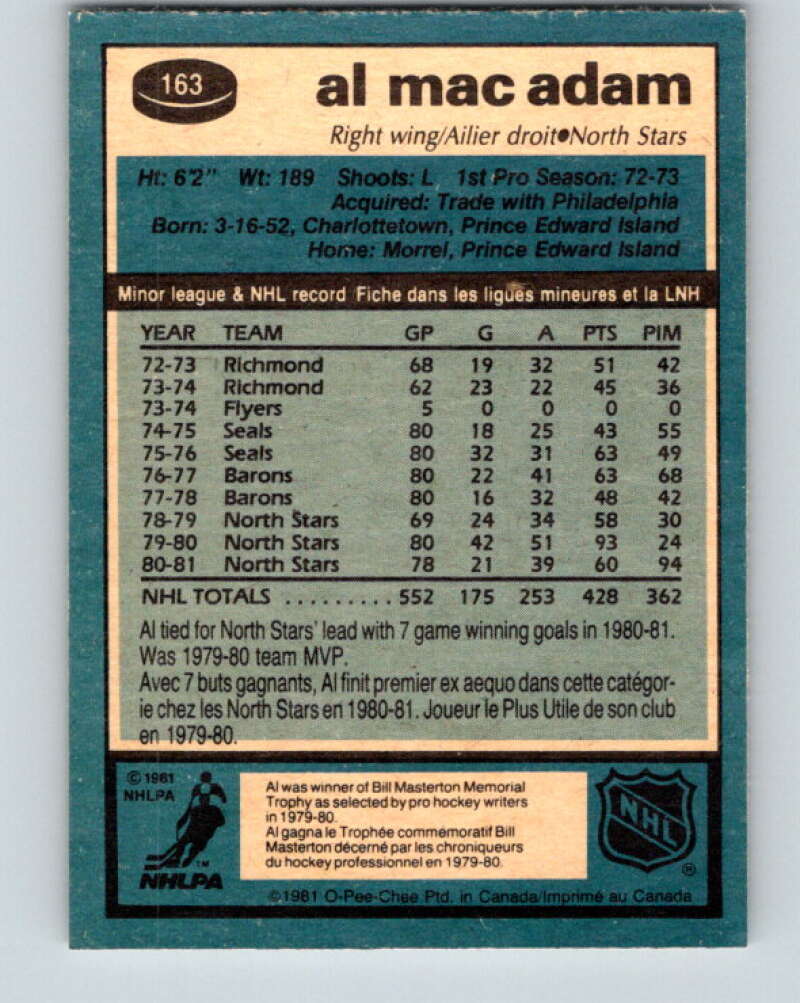 163
al mac adam
Right wing/Ailier droit●North Stars
Ht: 6'2" Wt: 189 Shoots: L 1st Pro Season: 72-73
Acquired: Trade with Philadelphia
Born: 3-16-52, Charlottetown, Prince Edward Island
Home: Morrel, Prince Edward Island
Minor league & NHL record Fiche dans les ligues mineures et la LNH
YEAR TEAM GP G A PTS PIM
72-73 Richmond 68 19 32 51 42
73-74 Richmond 62 23 22 45 36
73-74 Flyers 5 0 0 0 0
74-75 Seals 80 18 25 43 55
75-76 Seals 80 32 31 63 49
76-77 Barons 80 22 41 63 68
77-78 Barons 80 16 32 48 42
78-79 North Stars 69 24 34 58 30
79-80 North Stars 80 42 51 93 24
80-81 North Stars 78 21 39 60 94
NHL TOTALS .......... 552 175 253 428 362
Al tied for North Stars' lead with 7 game winning goals in 1980-81.
Was 1979-80 team MVP.
Avec 7 buts gagnants, Al finit premier ex aequo dans cette catégor-
ie chez les North Stars en 1980-81. Joueur le Plus Utile de son club
en 1979-80.
© 1981
NHLPA
TM
NHLPA
Al was winner of Bill Masterton Memorial
Trophy as selected by pro hockey writers
in 1979-80.
Al gagna le Trophée commémoratif Bill
Masterton décerné par les chroniqueurs
du hockey professionnel en 1979-80.
NHL
®
©1981 O-Pee-Chee Ptd. in Canada/Imprimé au Canada